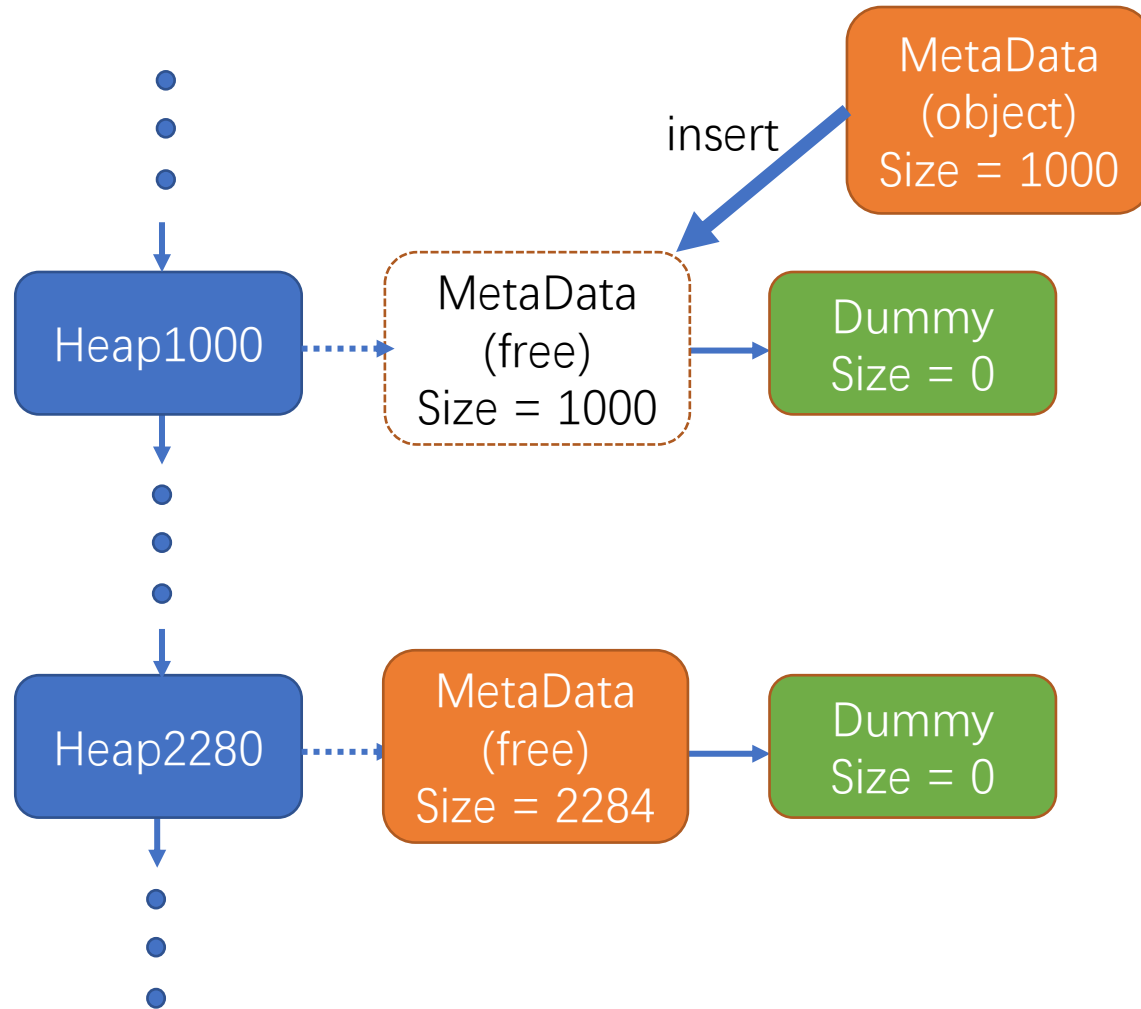 MetaData
(object)
Size = 1000
insert
Heap1000
MetaData
(free)
Size = 1000
Dummy
Size = 0
Heap2280
MetaData
(free)
Size = 2284
Dummy
Size = 0